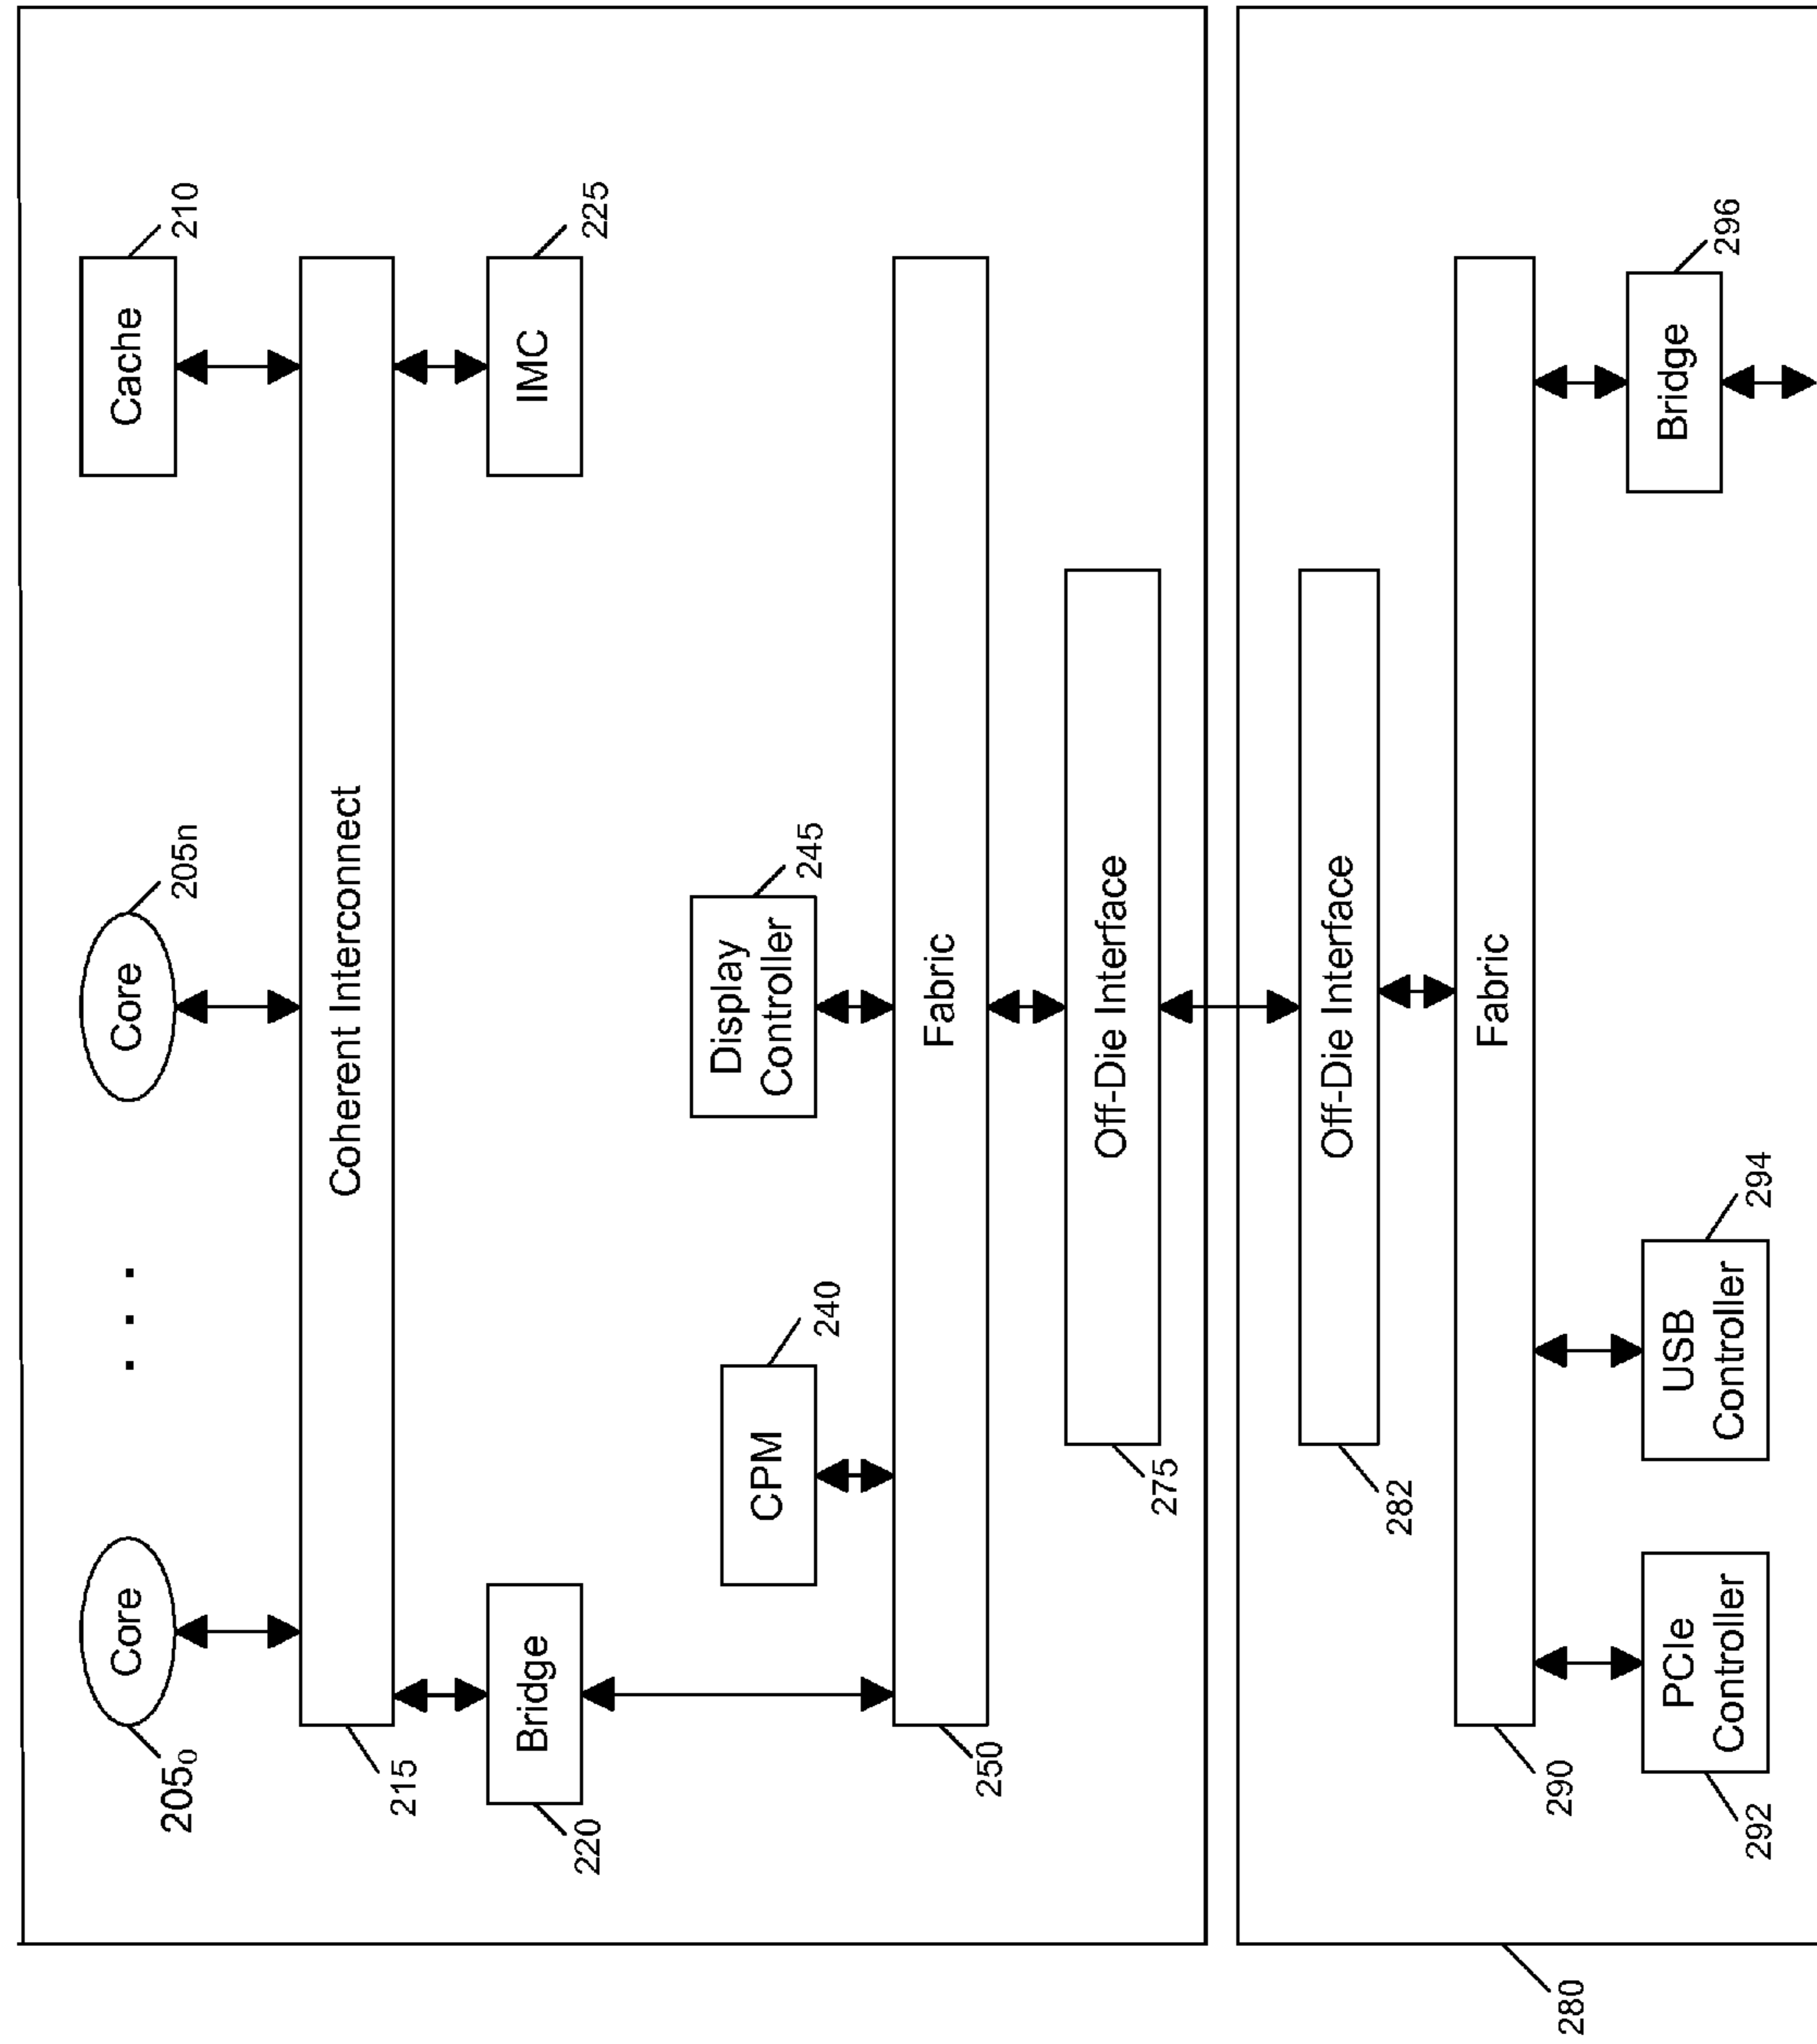 Core
Core
Cache
205₀
. . .
205n
210
Coherent Interconnect
215
Bridge
220
IMC
225
CPM
240
Display
Controller
245
Fabric
250
Off-Die Interface
275
Off-Die Interface
282
280
Fabric
290
PCIe
Controller
292
USB
Controller
294
Bridge
296